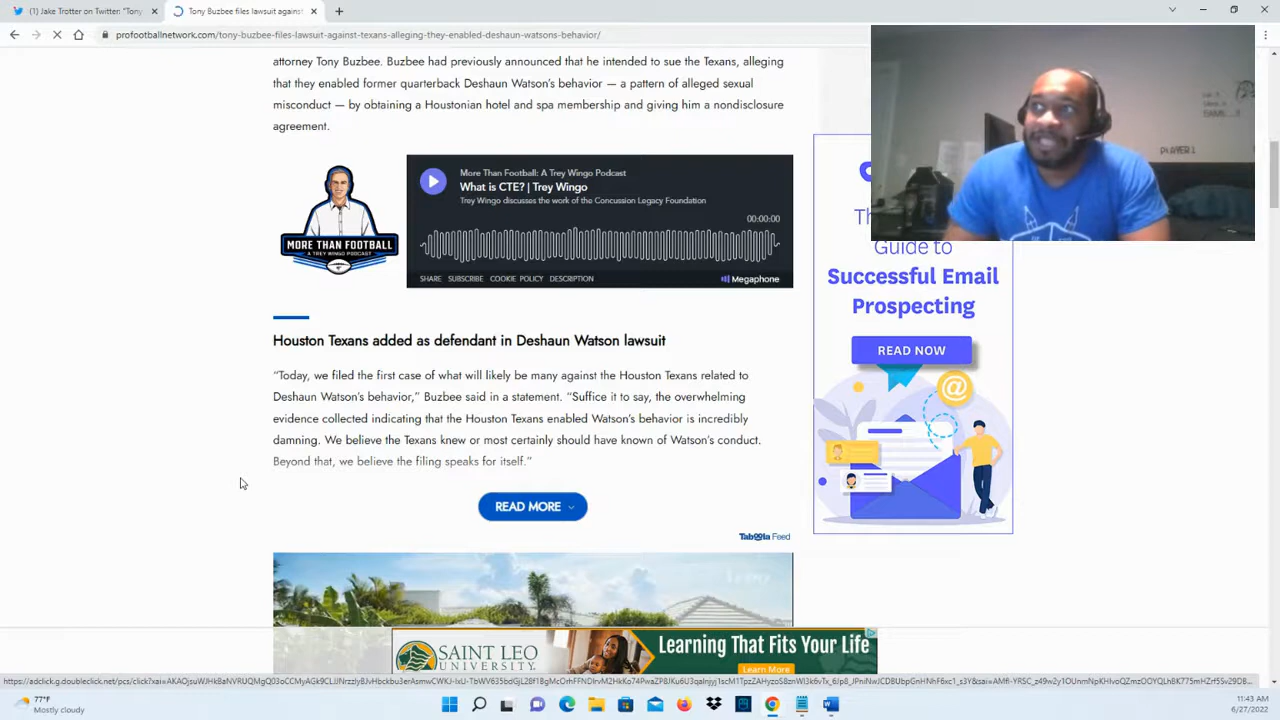 (1) Jake Trotter on Twitter: "Tony
Tony Buzbee files lawsuit against
profootballnetwork.com/tony-buzbee-files-lawsuit-against-texans-alleging-they-enabled-deshaun-watsons-behavior/
attorney Tony Buzbee. Buzbee had previously announced that he intended to sue the Texans, alleging
that they enabled former quarterback Deshaun Watson's behavior — a pattern of alleged sexual
misconduct — by obtaining a Houstonian hotel and spa membership and giving him a nondisclosure
agreement.
MORE THAN FOOTBALL
A TREY WINGO PODCAST
More Than Football: A Trey Wingo Podcast
What is CTE? | Trey Wingo
Trey Wingo discusses the work of the Concussion Legacy Foundation
00:00:00
SHARE SUBSCRIBE COOKIE POLICY DESCRIPTION
Megaphone
Houston Texans added as defendant in Deshaun Watson lawsuit
“Today, we filed the first case of what will likely be many against the Houston Texans related to
Deshaun Watson's behavior,” Buzbee said in a statement. “Suffice it to say, the overwhelming
evidence collected indicating that the Houston Texans enabled Watson's behavior is incredibly
damning. We believe the Texans knew or most certainly should have known of Watson's conduct.
Beyond that, we believe the filing speaks for itself.”
READ MORE
Taboola Feed
PLAYER 1
Guide to
Successful Email
Prospecting
READ NOW
@
SAINT LEO
UNIVERSITY
Learning That Fits Your Life
Learn More
77°F
Mostly cloudy
11:43 AM
6/27/2022